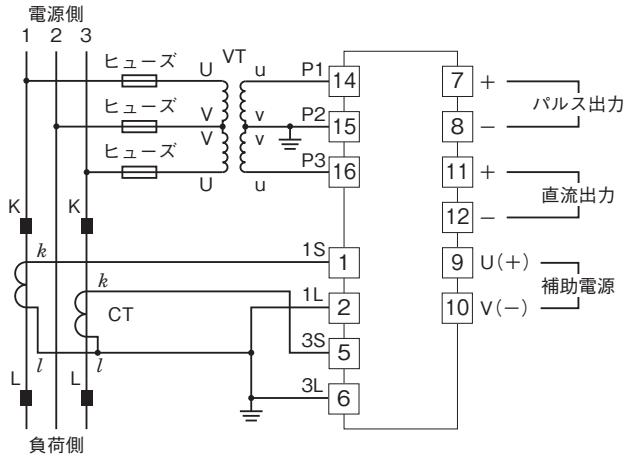 電源側
1 2 3
ヒューズ U VT u P1 14 7 +
パルス出力
ヒューズ V v P2 15 8 −
V v
ヒューズ P3 16 11 +
U u
直流出力
12 −
K K
k 1S 1 9 U(+)
補助電源
k 1L 2 10 V(−)
CT
3S 5
l l
L L 3L 6
負荷側